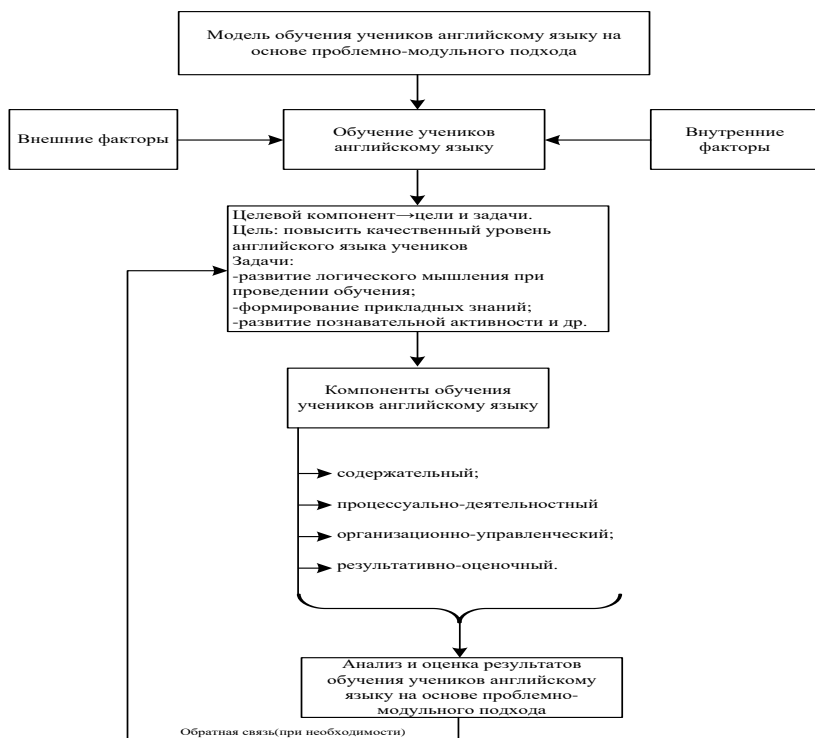 Модель обучения учеников английскому языку на
основе проблемно-модульного подхода
Внешние факторы
Обучение учеников
английскому языку
Внутренние
факторы
Целевой компонент→цели и задачи.
Цель: повысить качественный уровень
английского языка учеников
Задачи:
-развитие логического мышления при
проведении обучения;
-формирование прикладных знаний;
-развитие познавательной активности и др.
Компоненты обучения
учеников английскому языку
содержательный;
процессуально-деятельностный
организационно-управленческий;
результативно-оценочный.
Анализ и оценка результатов
обучения учеников английскому
языку на основе проблемно-
модульного подхода
Обратная связь(при необходимости)